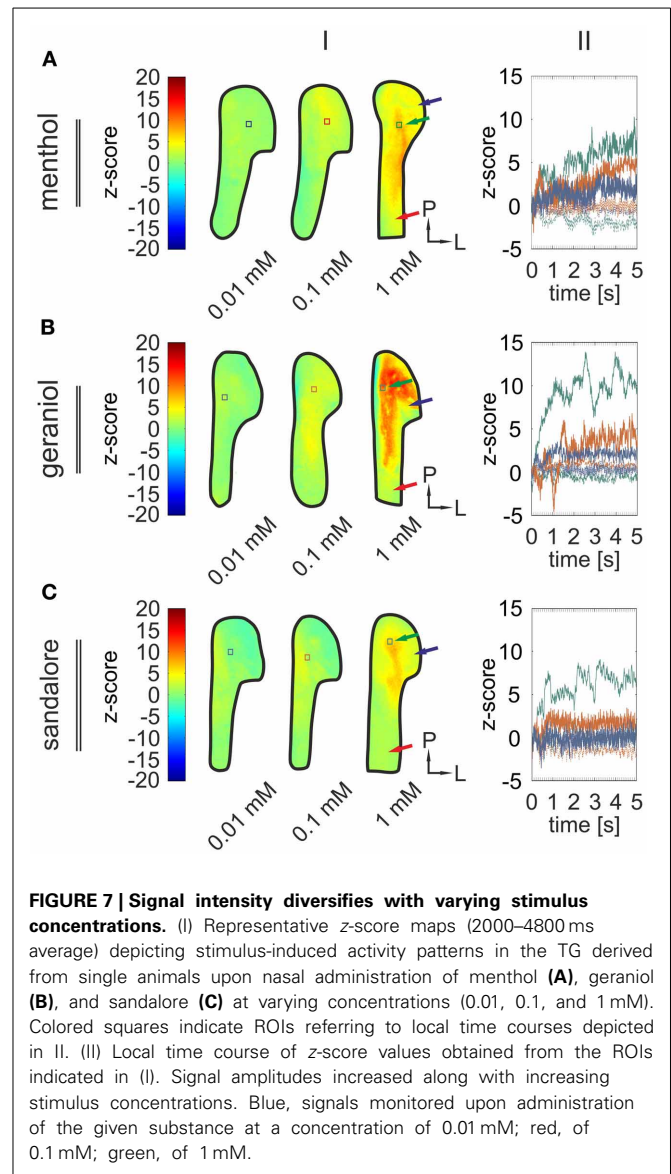 I II
A
menthol
z-score
20
15
10
5
0
-5
-10
-15
-20
0.01 mM
0.1 mM
1 mM
P
L
z-score
15
10
5
0
-5
0 1 2 3 4 5
time [s]
B
geraniol
z-score
20
15
10
5
0
-5
-10
-15
-20
0.01 mM
0.1 mM
1 mM
P
L
z-score
15
10
5
0
-5
0 1 2 3 4 5
time [s]
C
sandalore
z-score
20
15
10
5
0
-5
-10
-15
-20
0.01 mM
0.1 mM
1 mM
P
L
z-score
15
10
5
0
-5
0 1 2 3 4 5
time [s]
FIGURE 7 | Signal intensity diversifies with varying stimulus
concentrations. (I) Representative z-score maps (2000–4800 ms
average) depicting stimulus-induced activity patterns in the TG derived
from single animals upon nasal administration of menthol (A), geraniol
(B), and sandalore (C) at varying concentrations (0.01, 0.1, and 1 mM).
Colored squares indicate ROIs referring to local time courses depicted
in II. (II) Local time course of z-score values obtained from the ROIs
indicated in (I). Signal amplitudes increased along with increasing
stimulus concentrations. Blue, signals monitored upon administration
of the given substance at a concentration of 0.01 mM; red, of
0.1 mM; green, of 1 mM.